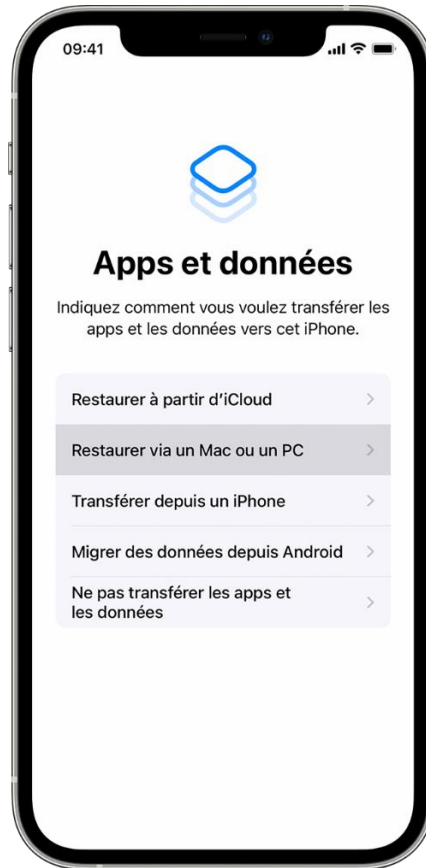 09:41
Apps et données
Indiquez comment vous voulez transférer les
apps et les données vers cet iPhone.
Restaurer à partir d’iCloud
Restaurer via un Mac ou un PC
Transférer depuis un iPhone
Migrer des données depuis Android
Ne pas transférer les apps et
les données